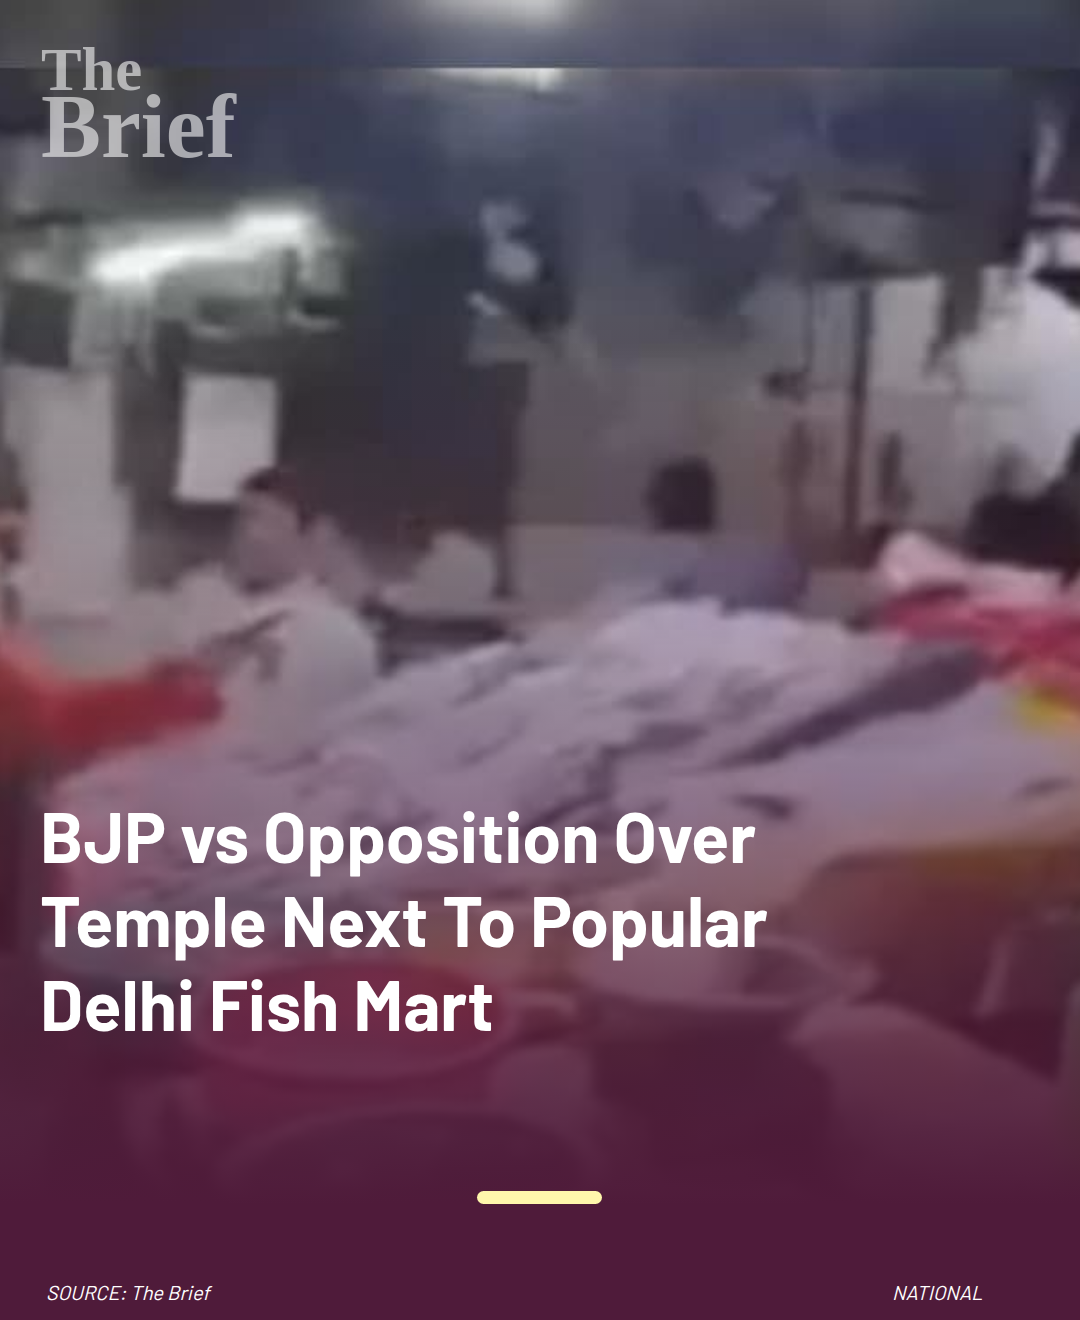 The
Brief
BJP vs Opposition Over
Temple Next To Popular
Delhi Fish Mart
SOURCE: The Brief
NATIONAL